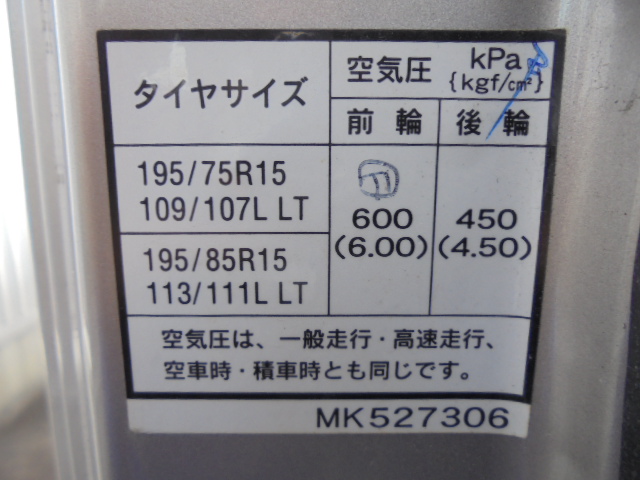 タイヤサイズ
空気圧
kPa
{kgf/cm²}
前輪
後輪
195/75R15
109/107L LT
195/85R15
113/111L LT
600
(6.00)
450
(4.50)
空気圧は、一般走行・高速走行、
空車時・積車時とも同じです。
MK527306